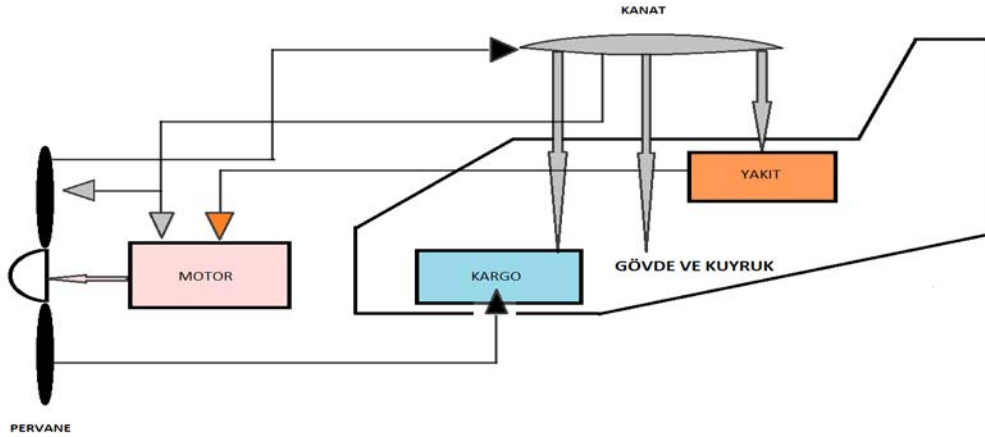 KANAT
YAKIT
MOTOR
KARGO
GÖVDE VE KUYRUK
PERVANE